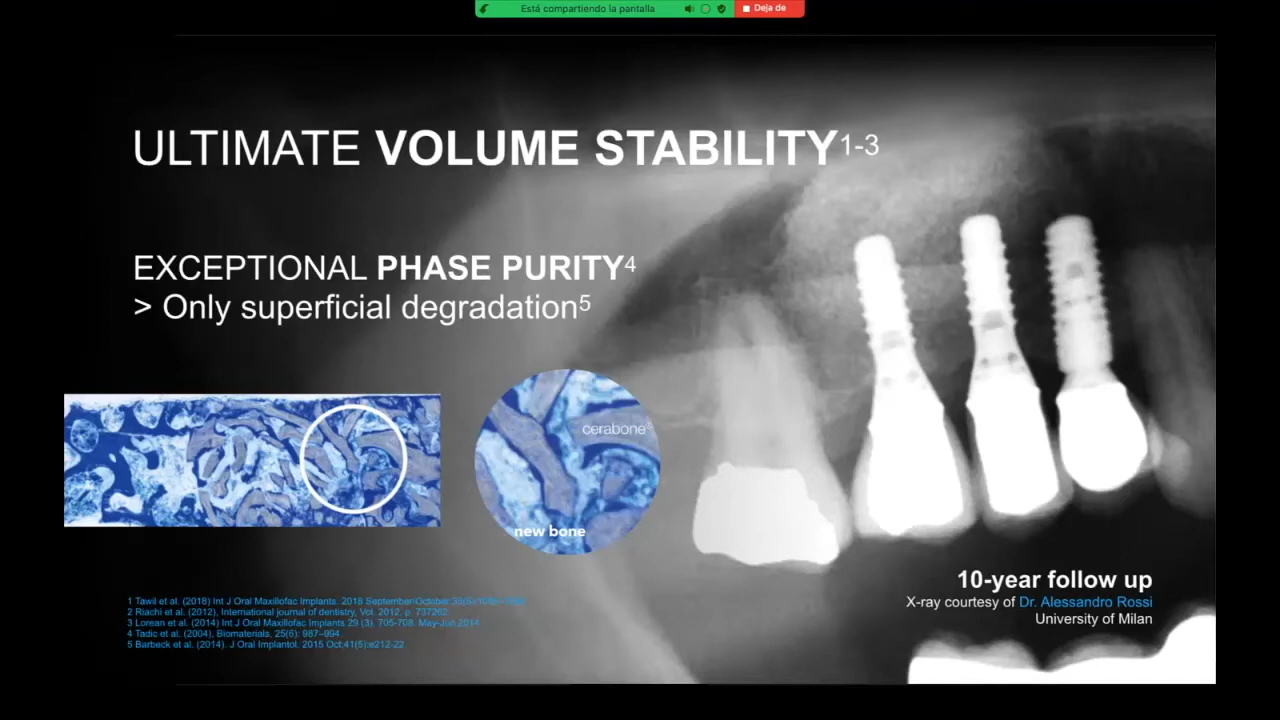 Está compartiendo la pantalla
Deja de
ULTIMATE VOLUME STABILITY1-3
EXCEPTIONAL PHASE PURITY4
> Only superficial degradation5
cerabone®
new bone
1 Tawil et al. (2018) Int J Oral Maxillofac Implants. 2018 September/October;
2 Riachi et al. (2012), International journal of dentistry, Vol. 2012, p. 737262
3 Lorean et al. (2014) Int J Oral Maxillofac Implants 29 (3), 705-708. May-Jun 2014
4 Tadic et al. (2004), Biomaterials, 25(6): 987–994.
5 Barbeck et al. (2014). J Oral Implantol. 2015 Oct;41(5):e212-22
10-year follow up
X-ray courtesy of Dr. Alessandro Rossi
University of Milan